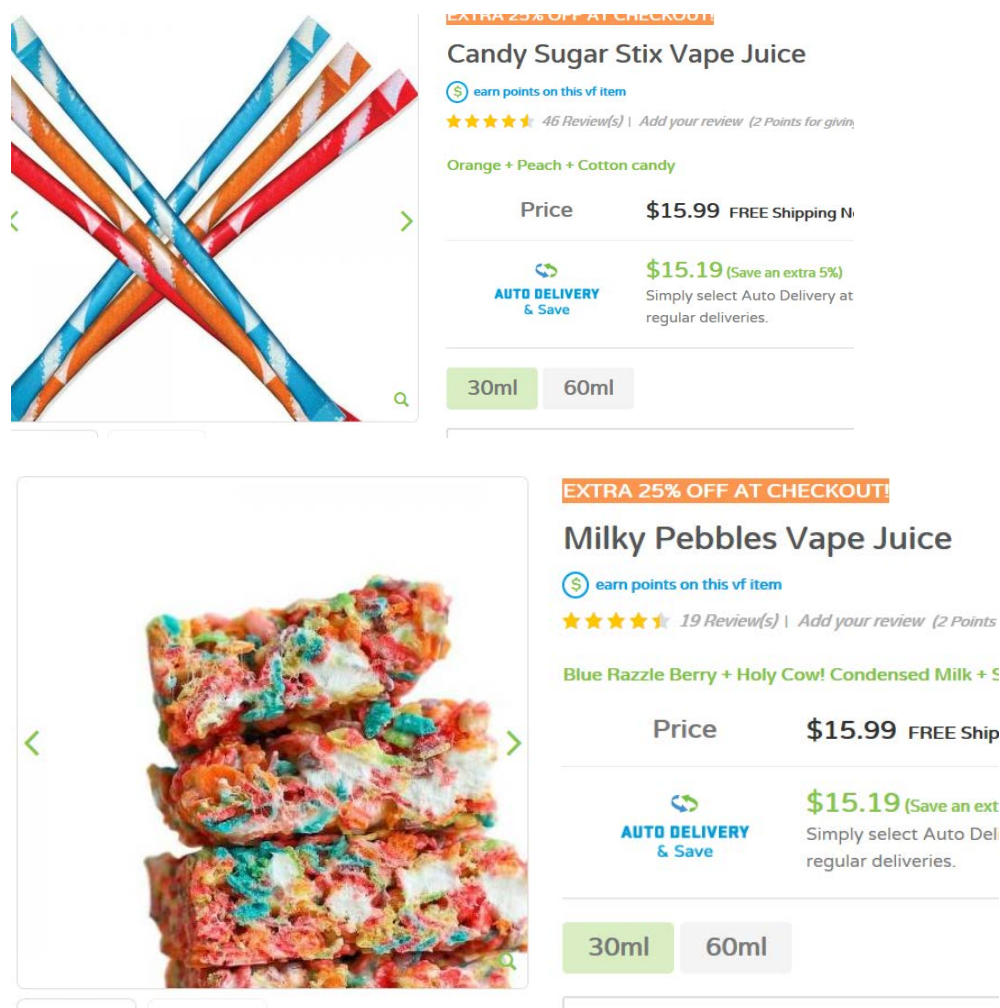 EXTRA 25% OFF AT CHECKOUT!
Candy Sugar Stix Vape Juice
$ earn points on this vf item
46 Review(s) | Add your review (2 Points for giving
Orange + Peach + Cotton candy
Price $15.99 FREE Shipping
$15.19 (Save an extra 5%)
AUTO DELIVERY
& Save
Simply select Auto Delivery at
regular deliveries.
30ml 60ml
EXTRA 25% OFF AT CHECKOUT!
Milky Pebbles Vape Juice
$ earn points on this vf item
19 Review(s) | Add your review (2 Points
Blue Razzle Berry + Holy Cow! Condensed Milk + S
Price $15.99 FREE Ship
$15.19 (Save an ext
AUTO DELIVERY
& Save
Simply select Auto Del
regular deliveries.
30ml 60ml